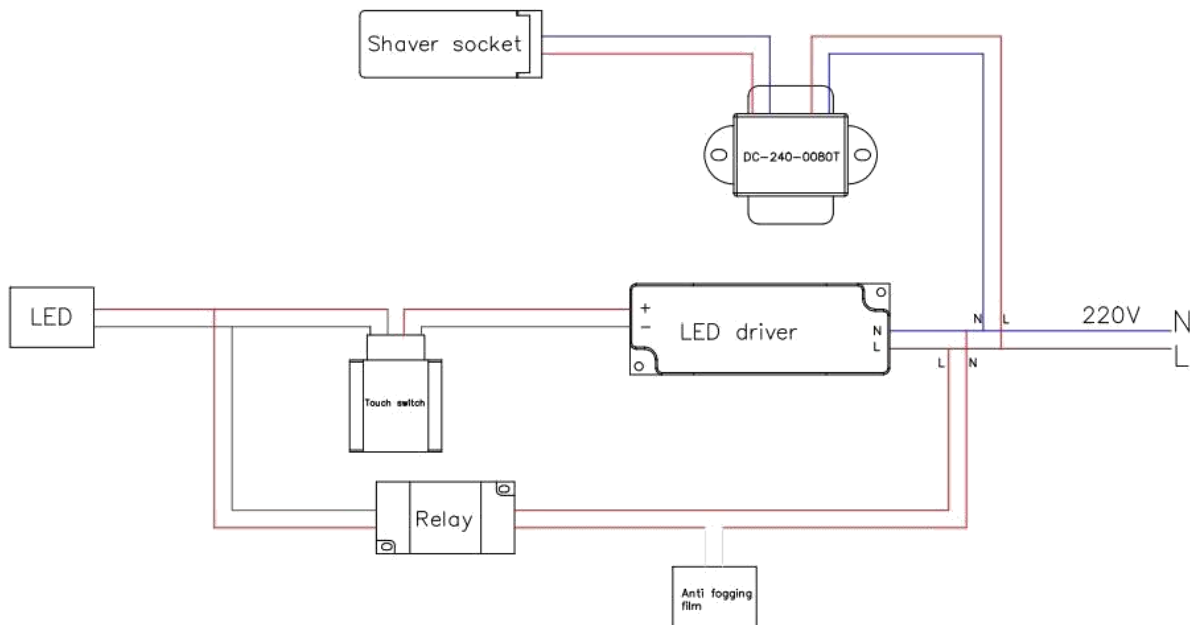 Shaver socket
DC-240-0080T
LED
+
-
LED driver
N
L
N
L
220V
N
L
L
N
Touch switch
Relay
Anti fogging
film